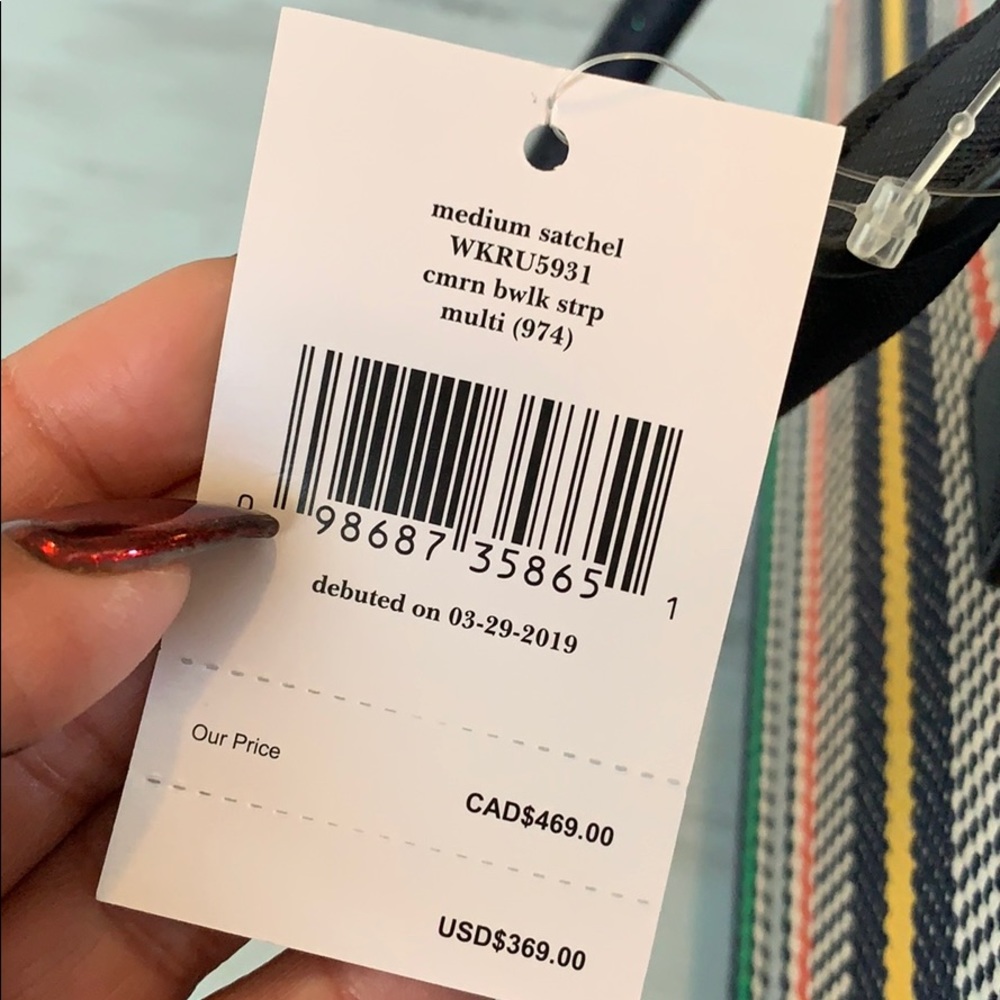 medium satchel
WKRU5931
cmrn bwlk strp
multi (974)
0 98687 35865 1
debuted on 03-29-2019
Our Price
CAD$469.00
USD$369.00